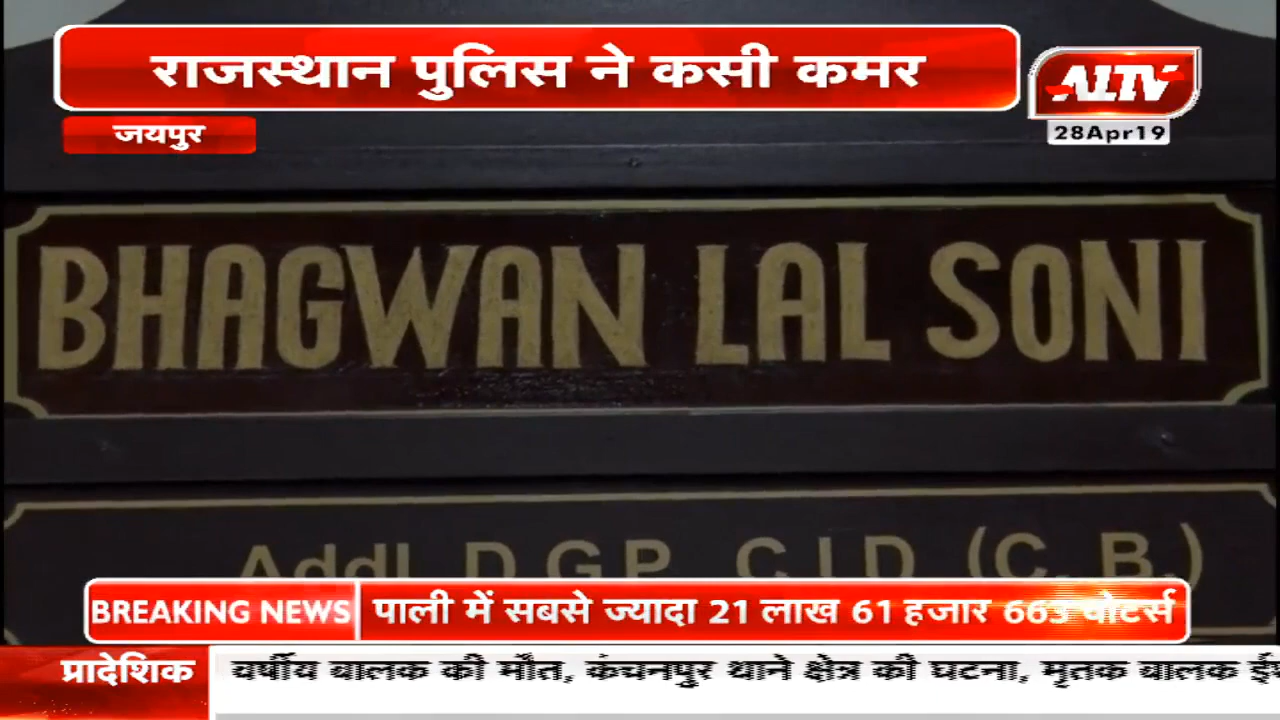 राजस्थान पुलिस ने कसी कमर
ALTV
जयपुर
28Apr19
BHAGWAN LAL SONI
Addl D G P C I D (C. B.)
BREAKING NEWS पाली में सबसे ज्यादा 21 लाख 61 हजार 663 वोटर्स
प्रादेशिक वर्षीय बालक की मौत, कंचनपुर थाने क्षेत्र की घटना, मृतक बालक